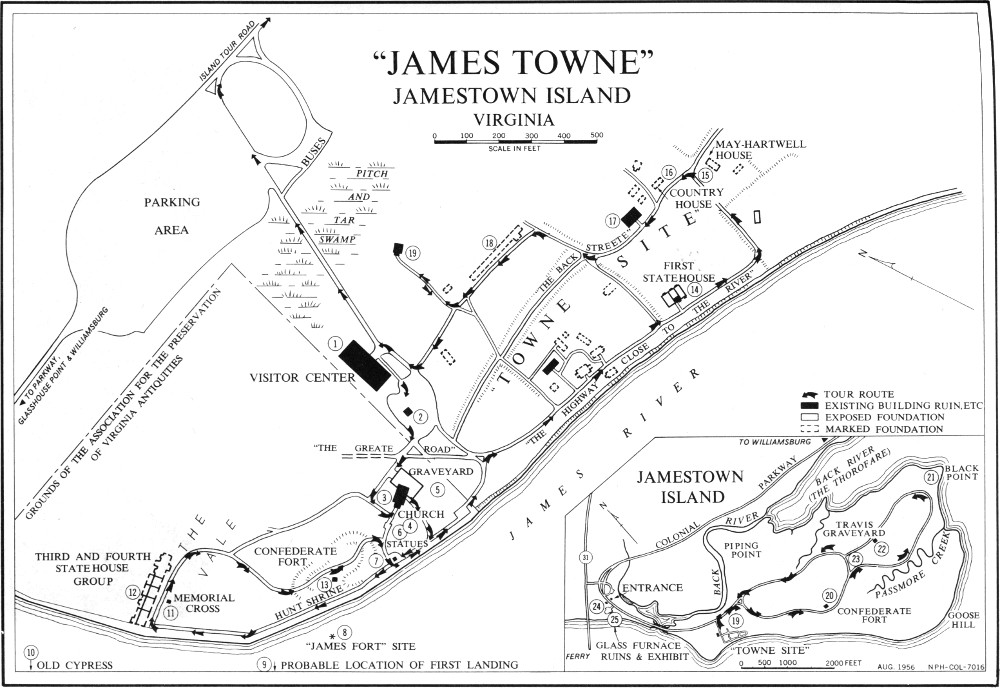 "JAMES TOWNE"
JAMESTOWN ISLAND
VIRGINIA
0 100 200 300 400 500
SCALE IN FEET
ISLAND TOUR ROAD
BUSES
PARKING
AREA
PITCH
AND
TAR
SWAMP
MAY-HARTWELL
HOUSE
16
15
COUNTRY
HOUSE
17
18
19
THE BACK STREETE"
"TOWNE SITE"
FIRST
STATEHOUSE
14
N
TO PARKWAY,
GLASSHOUSE POINT & WILLIAMSBURG
GROUNDS OF THE ASSOCIATION FOR THE PRESERVATION
OF VIRGINIA ANTIQUITIES
1
VISITOR CENTER
2
"THE GREATE ROAD"
"THE HIGHWAY CLOSE TO THE RIVER"
JAMES RIVER
GRAVEYARD
3
5
CHURCH
4
6
STATUES
7
THE
VALE
CONFEDERATE
FORT
13
HUNT SHRINE
THIRD AND FOURTH
STATE HOUSE
GROUP
12
11
MEMORIAL
CROSS
8
"JAMES FORT" SITE
10
OLD CYPRESS
9
PROBABLE LOCATION OF FIRST LANDING
TOUR ROUTE
EXISTING BUILDING RUIN,ETC
EXPOSED FOUNDATION
MARKED FOUNDATION
JAMESTOWN
ISLAND
TO WILLIAMSBURG
COLONIAL PARKWAY
BACK RIVER
(THE THOROFARE)
BLACK
POINT
21
N
31
BACK RIVER
PIPING
POINT
TRAVIS
GRAVEYARD
22
23
PASSMORE CREEK
ENTRANCE
24
25
20
CONFEDERATE
FORT
GOOSE
HILL
19
GLASS FURNACE
RUINS & EXHIBIT
FERRY
"TOWNE SITE"
0 500 1000 2000 FEET
AUG. 1956 NPH-COL-7016